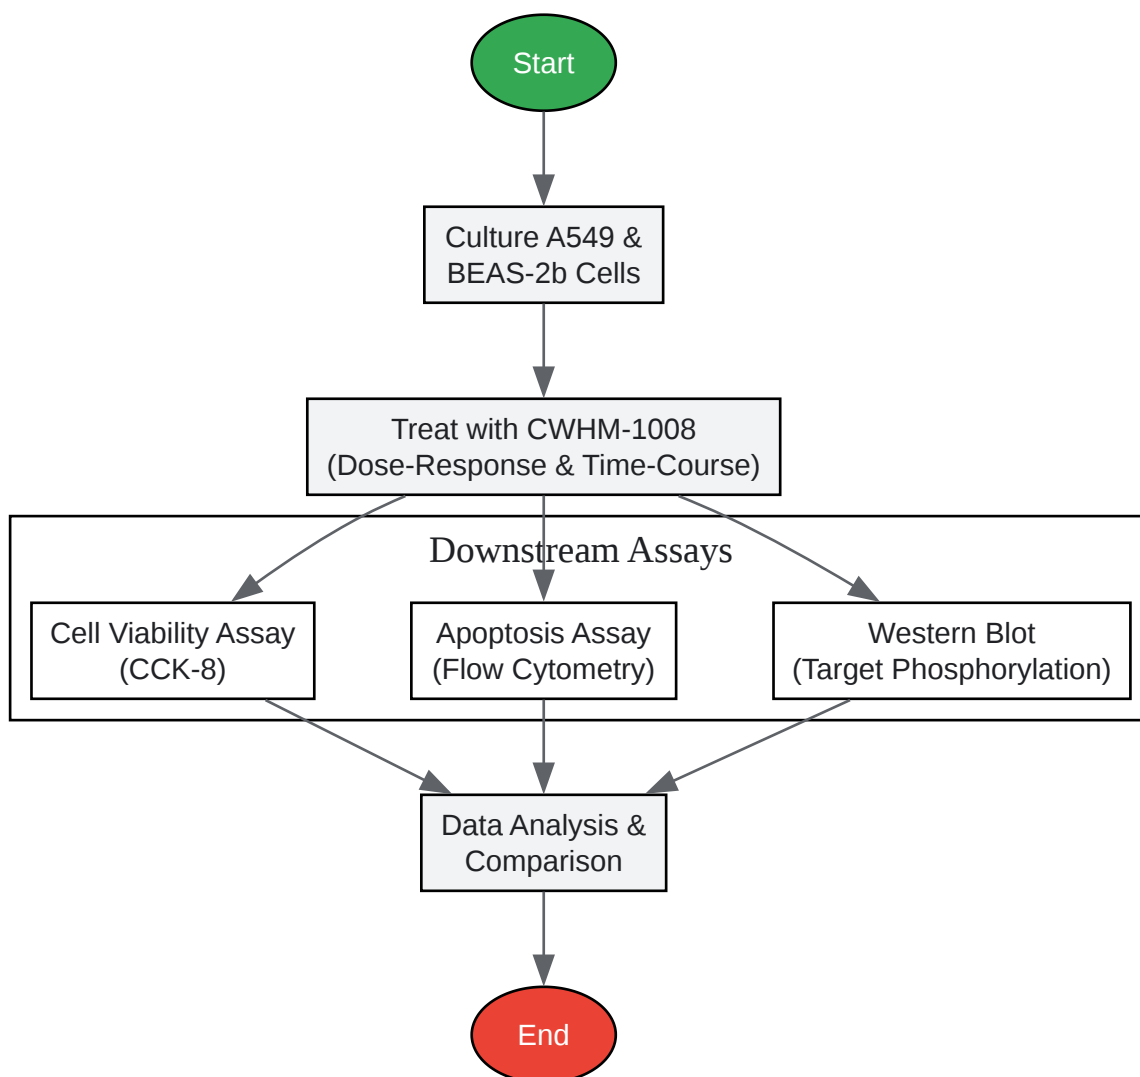 Start
Culture A549 &
BEAS-2b Cells
Treat with CWHM-1008
(Dose-Response & Time-Course)
Downstream Assays
Cell Viability Assay
(CCK-8)
Apoptosis Assay
(Flow Cytometry)
Western Blot
(Target Phosphorylation)
Data Analysis &
Comparison
End